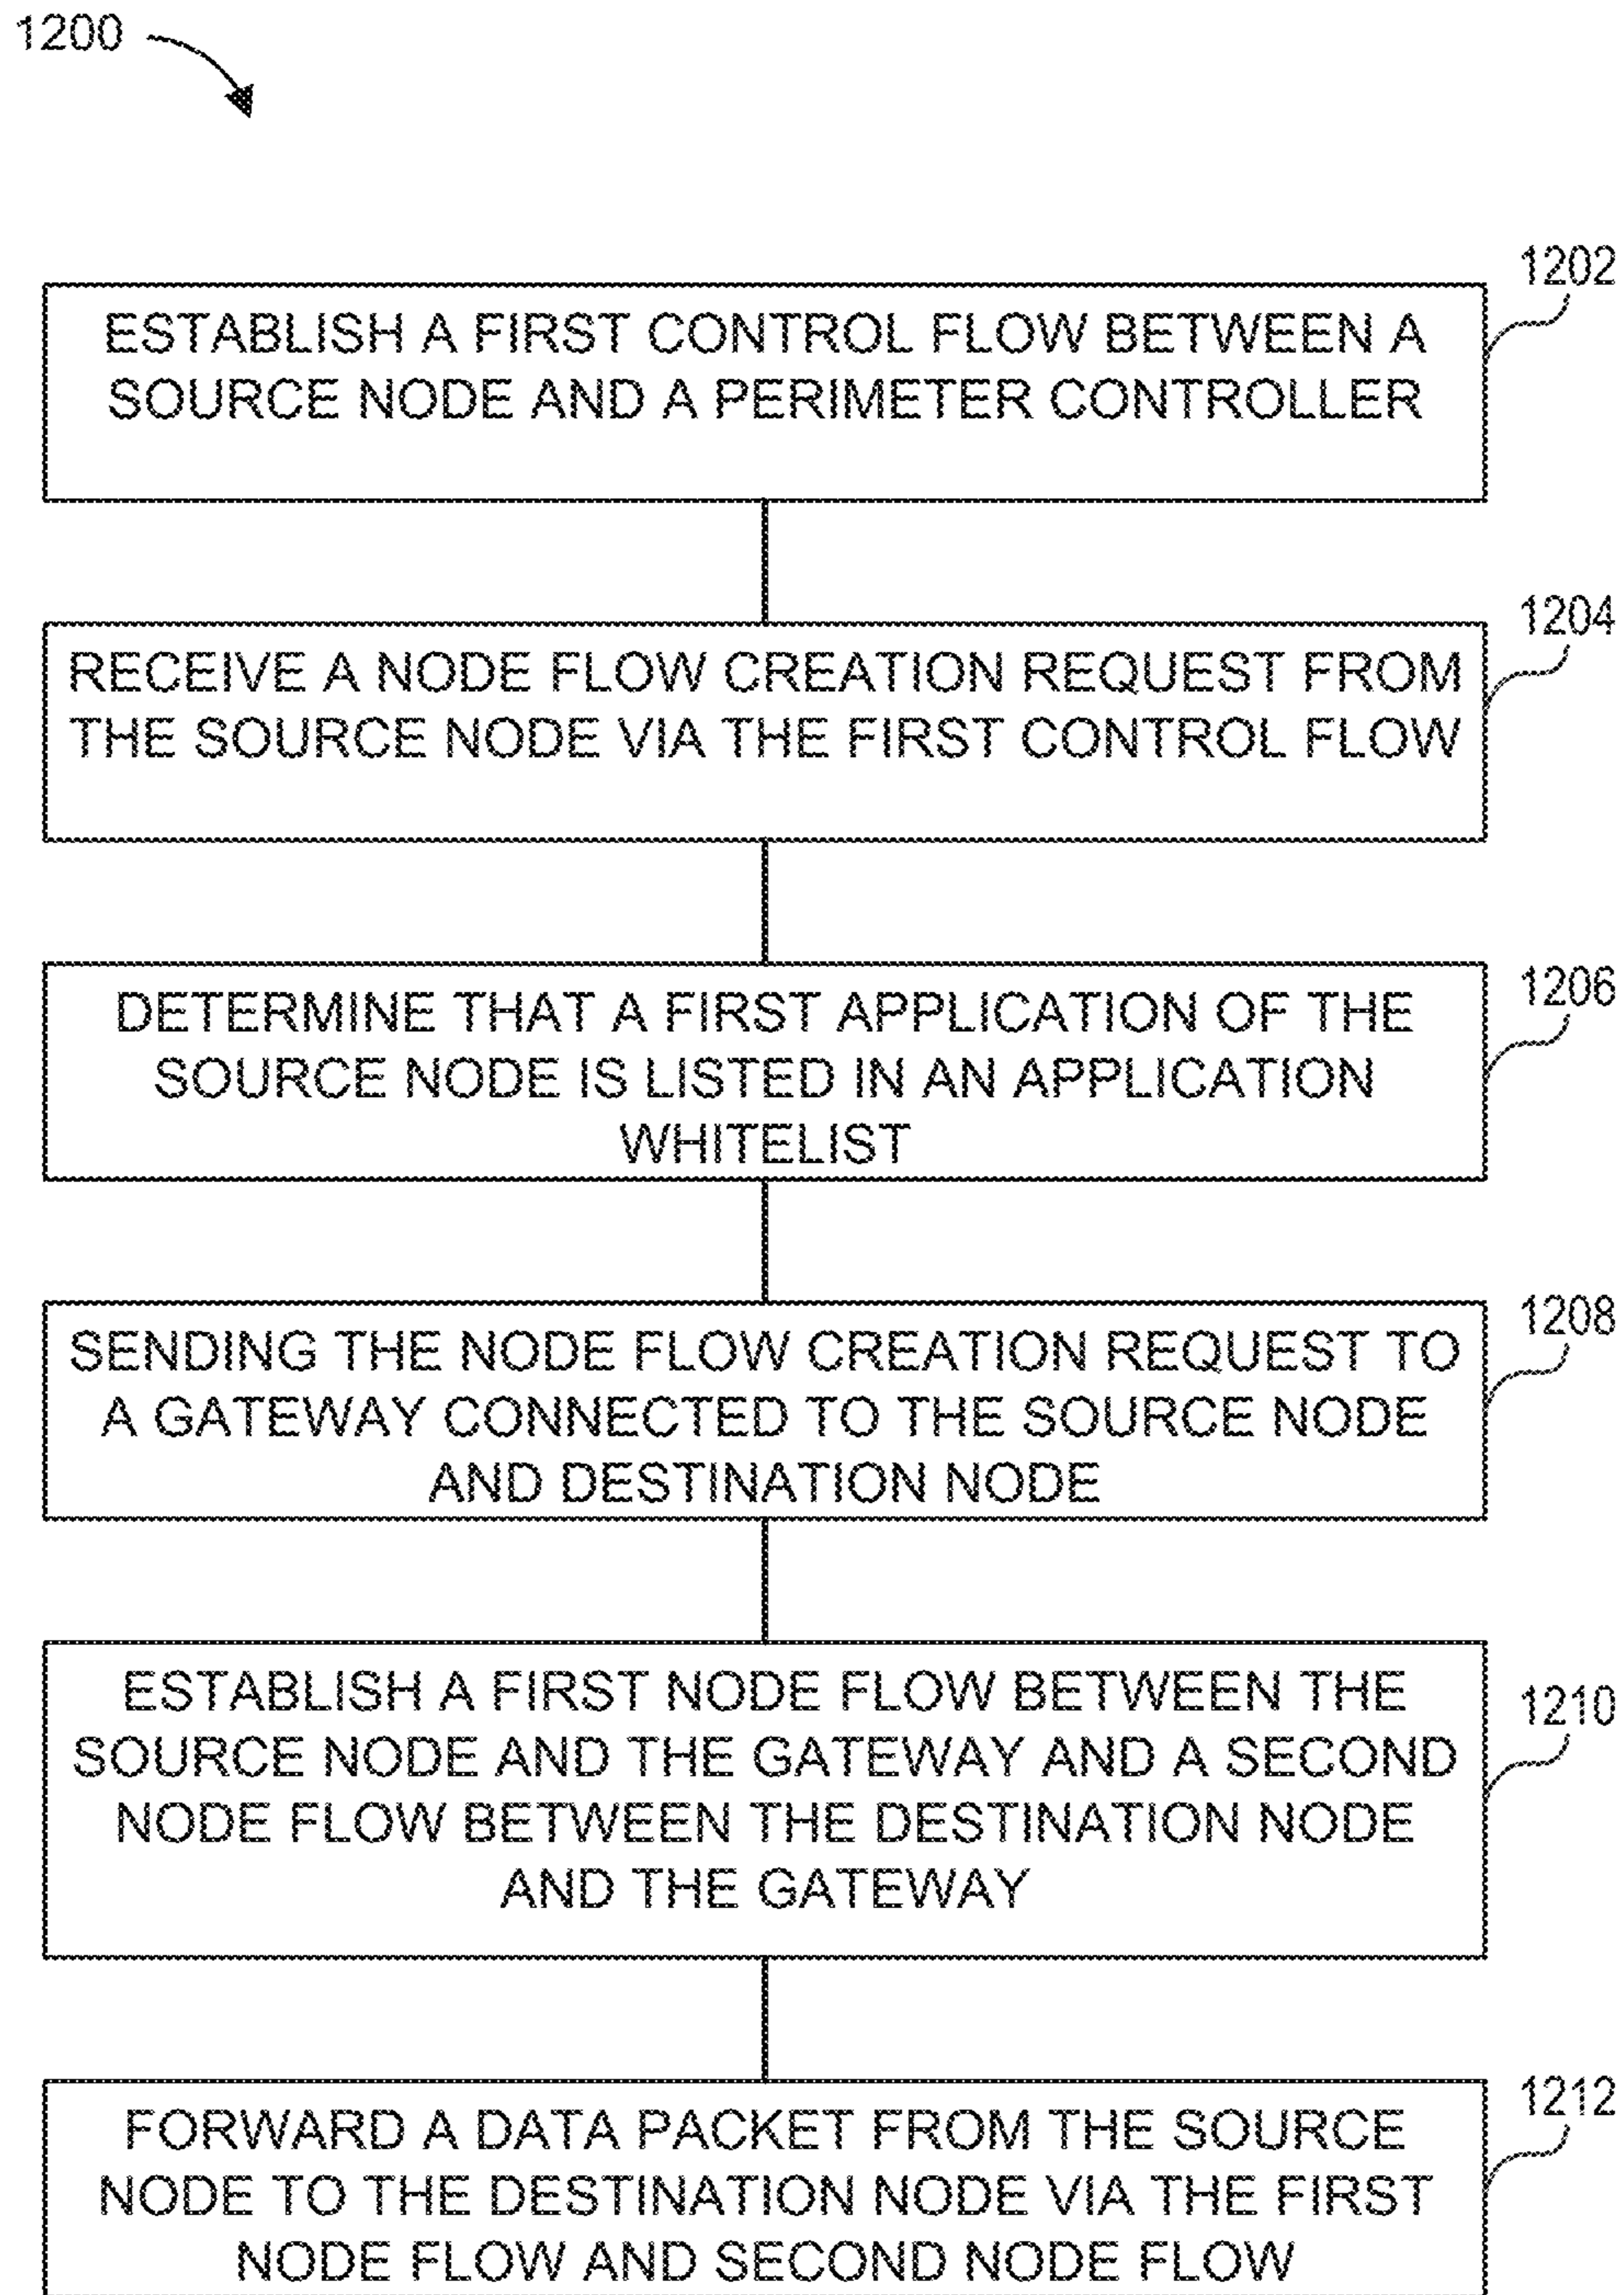 1200
1202
ESTABLISH A FIRST CONTROL FLOW BETWEEN A
SOURCE NODE AND A PERIMETER CONTROLLER
1204
RECEIVE A NODE FLOW CREATION REQUEST FROM
THE SOURCE NODE VIA THE FIRST CONTROL FLOW
1206
DETERMINE THAT A FIRST APPLICATION OF THE
SOURCE NODE IS LISTED IN AN APPLICATION
WHITELIST
1208
SENDING THE NODE FLOW CREATION REQUEST TO
A GATEWAY CONNECTED TO THE SOURCE NODE
AND DESTINATION NODE
1210
ESTABLISH A FIRST NODE FLOW BETWEEN THE
SOURCE NODE AND THE GATEWAY AND A SECOND
NODE FLOW BETWEEN THE DESTINATION NODE
AND THE GATEWAY
1212
FORWARD A DATA PACKET FROM THE SOURCE
NODE TO THE DESTINATION NODE VIA THE FIRST
NODE FLOW AND SECOND NODE FLOW